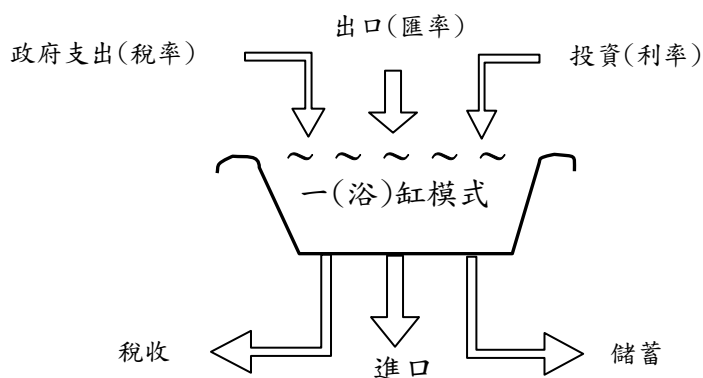 出口(匯率)
政府支出(稅率)
投資(利率)
～ ～ ～ ～ ～
一(浴)缸模式
稅收
進口
儲蓄